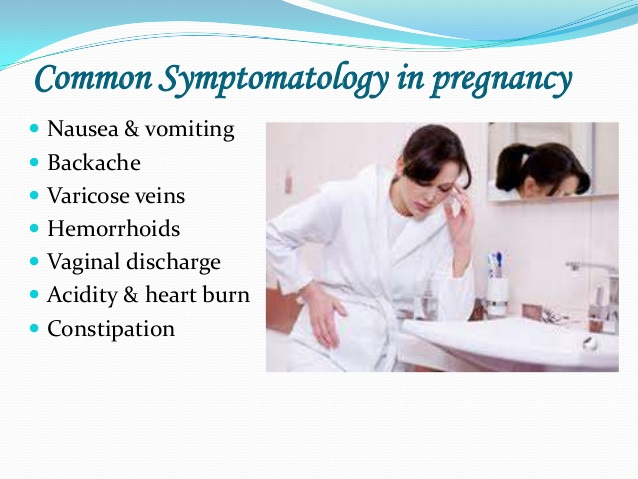 Common Symptomatology in pregnancy
• Nausea & vomiting
• Backache
• Varicose veins
• Hemorrhoids
• Vaginal discharge
• Acidity & heart burn
• Constipation